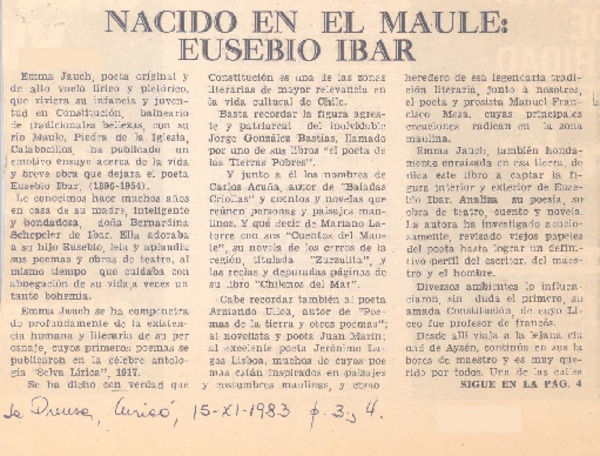 NACIDO EN EL MAULE:
EUSEBIO IBAR
Emma Jauch, poeta original y
de alto vuelo lírico y pictórico,
que viviera su infancia y juven-
tud en Constitución, balneario
de tradicionales bellezas, con su
río Maule, Piedra de la Iglesia,
Calabocillos, ha publicado un
emotivo ensayo acerca de la vida
y breve obra que dejara el poeta
Eusebio Ibar, (1896-1954).
Le conocimos hace muchos años
en casa de su madre, inteligente
y bondadosa, doña Bernardina
Schepeler de Ibar. Ella adoraba
a su hijo Eusebio, leía y aplaudía
sus poemas y obras de teatro, al
mismo tiempo que cuidaba con
abnegación de su vida,a veces un
tanto bohemia.
Emma Jauch se ha compenetra
do profundamente de la existen-
cia humana y literaria de su per
sonaje, cuyos primeros poemas se
publicaron en la célebre antolo-
gía "Selva Lírica", 1917.
Se ha dicho con verdad que
Constitución es una de las zonas
literarias de mayor relevancia en
la vida cultural de Chile.
Basta recordar la figura agres-
te y patriarcal del inolvidable
Jorge González Bastías, llamado
por uno de sus libros "el poeta de
las Tierras Pobres".
Y junto a él los nombres de
Carlos Acuña, autor de "Baladas
Criollas" y cuentos y novelas que
reúnen personas y paisajes mau-
linos. Y qué decir de Mariano La-
torre con sus "Cuentos del Mau-
le", su novela de los cerros de la
región, titulada "Zurzulita", y
las recias y depuradas páginas de
su libro "Chilenos del Mar".
Cabe recordar también al poeta
Armando Ulloa, autor de "Poe-
mas de la tierra y otros poemas";
al novelista y poeta Juan Marín;
al excelente poeta Jerónimo La-
gos Lisboa, muchos de cuyos poe
mas están inspirados en paisajes
y costumbres maulinas, y como
heredero de esa legendaria tradi
ción literaria, junto a nosotros,
el poeta y prosista Manuel Fran-
cisco Mesa, cuyas principales
creaciones radican en la zona
maulina.
Emma Jauch, también honda-
mente enraizada en esa tierra, de
dica este libro a captar la fi-
gura interior y exterior de Euse-
bio Ibar. Analiza su poesía, su
obra de teatro, cuento y novela.
La autora ha investigado acucio-
samente, revisado viejos papeles
del poeta hasta lograr un defini-
tivo perfil del escritor, del maes-
tro y el hombre.
Diversos ambientes lo influen-
ciaron, sin duda el primero, su
amada Constitución, de cuyo Li-
ceo fue profesor de francés.
Desde allí viaja a la lejana ciu
dad de Aysén, continúa en sus la
bores de maestro y es muy que-
rido por todos. Una de las calles
SIGUE EN LA PAG. 4
La Prensa, Curicó, 15-XI-1983 p. 3 y 4.